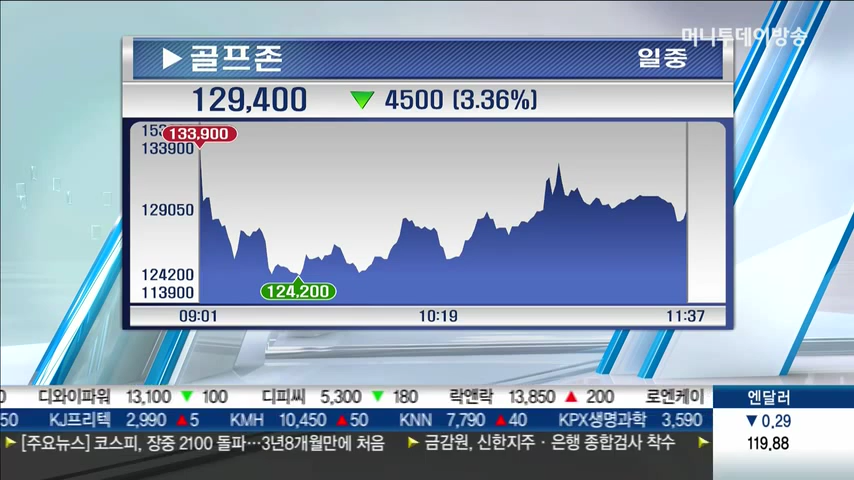 머니투데이방송
▶골프존 일중
129,400 ▼ 4500 (3.36%)
133,900
133900
129050
124200
124,200
113900
09:01 10:19 11:37
디와이파워 13,100 ▼ 100 디피씨 5,300 ▼ 180 락앤락 13,850 ▲ 200 로엔케이 엔달러
50 KJ프리텍 2,990 ▲5 KMH 10,450 ▲50 KNN 7,790 ▲40 KPX생명과학 3,590 ▼0.29
▶[주요뉴스] 코스피, 장중 2100 돌파…3년8개월만에 처음 ▶금감원, 신한지주·은행 종합검사 착수 ▶ 119.88